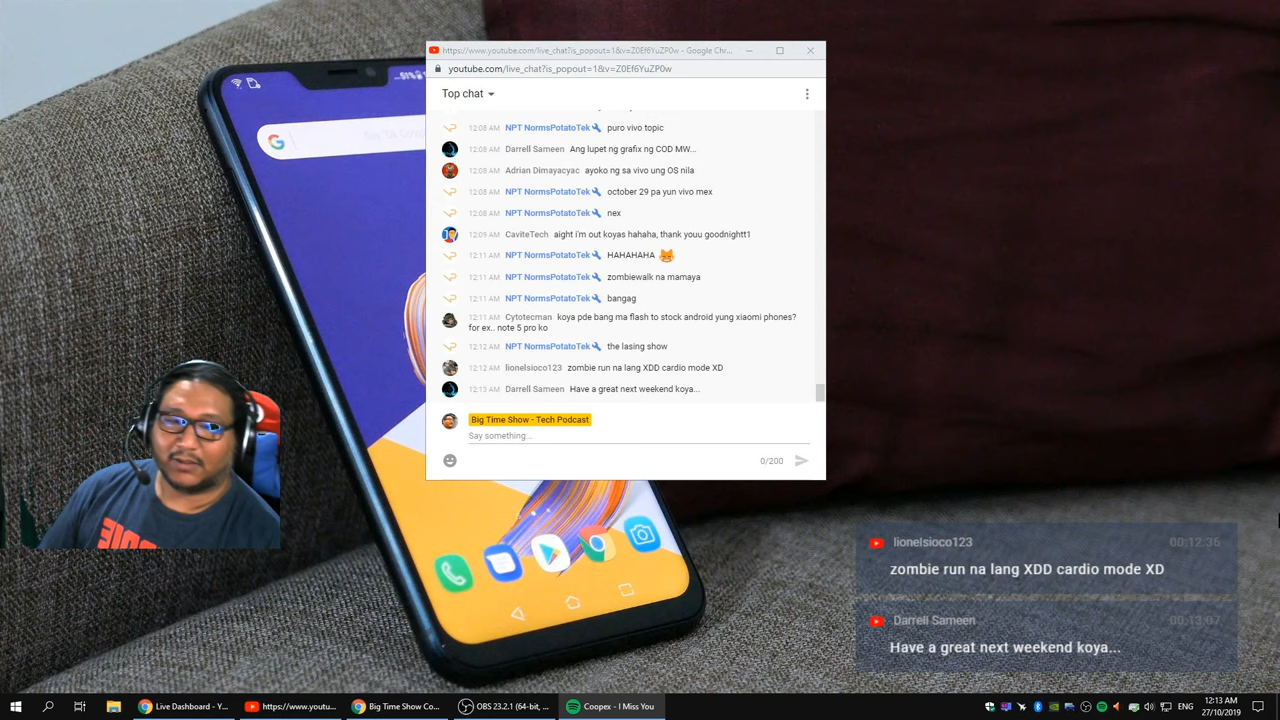 https://www.youtube.com/live_chat?is_popout=1&v=Z0Ef6YuZP0w - Google Chr...
youtube.com/live_chat?is_popout=1&v=Z0Ef6YuZP0w
Top chat
12:08 AM NPT NormsPotatoTek puro vivo topic
12:08 AM Darrell Sameen Ang lupet ng grafix ng COD MW...
12:08 AM Adrian Dimayacyac ayoko ng sa vivo ung OS nila
12:08 AM NPT NormsPotatoTek october 29 pa yun vivo mex
12:08 AM NPT NormsPotatoTek nex
12:09 AM CaviteTech aight i'm out koyas hahaha, thank youu goodnightt1
12:11 AM NPT NormsPotatoTek HAHAHAHA
12:11 AM NPT NormsPotatoTek zombiewalk na mamaya
12:11 AM NPT NormsPotatoTek bangag
12:11 AM Cytotecman koya pde bang ma flash to stock android yung xiaomi phones?
for ex.. note 5 pro ko
12:12 AM NPT NormsPotatoTek the lasing show
12:12 AM lionelsioco123 zombie run na lang XDD cardio mode XD
12:13 AM Darrell Sameen Have a great next weekend koya...
Big Time Show - Tech Podcast
Say something...
0/200
lionelsioco123 00:12:36
zombie run na lang XDD cardio mode XD
Darrell Sameen 00:13:07
Have a great next weekend koya...
Live Dashboard - Y...
https://www.youtu...
Big Time Show Co...
OBS 23.2.1 (64-bit, ...
Coopex - I Miss You
ENG
12:13 AM
27/10/2019